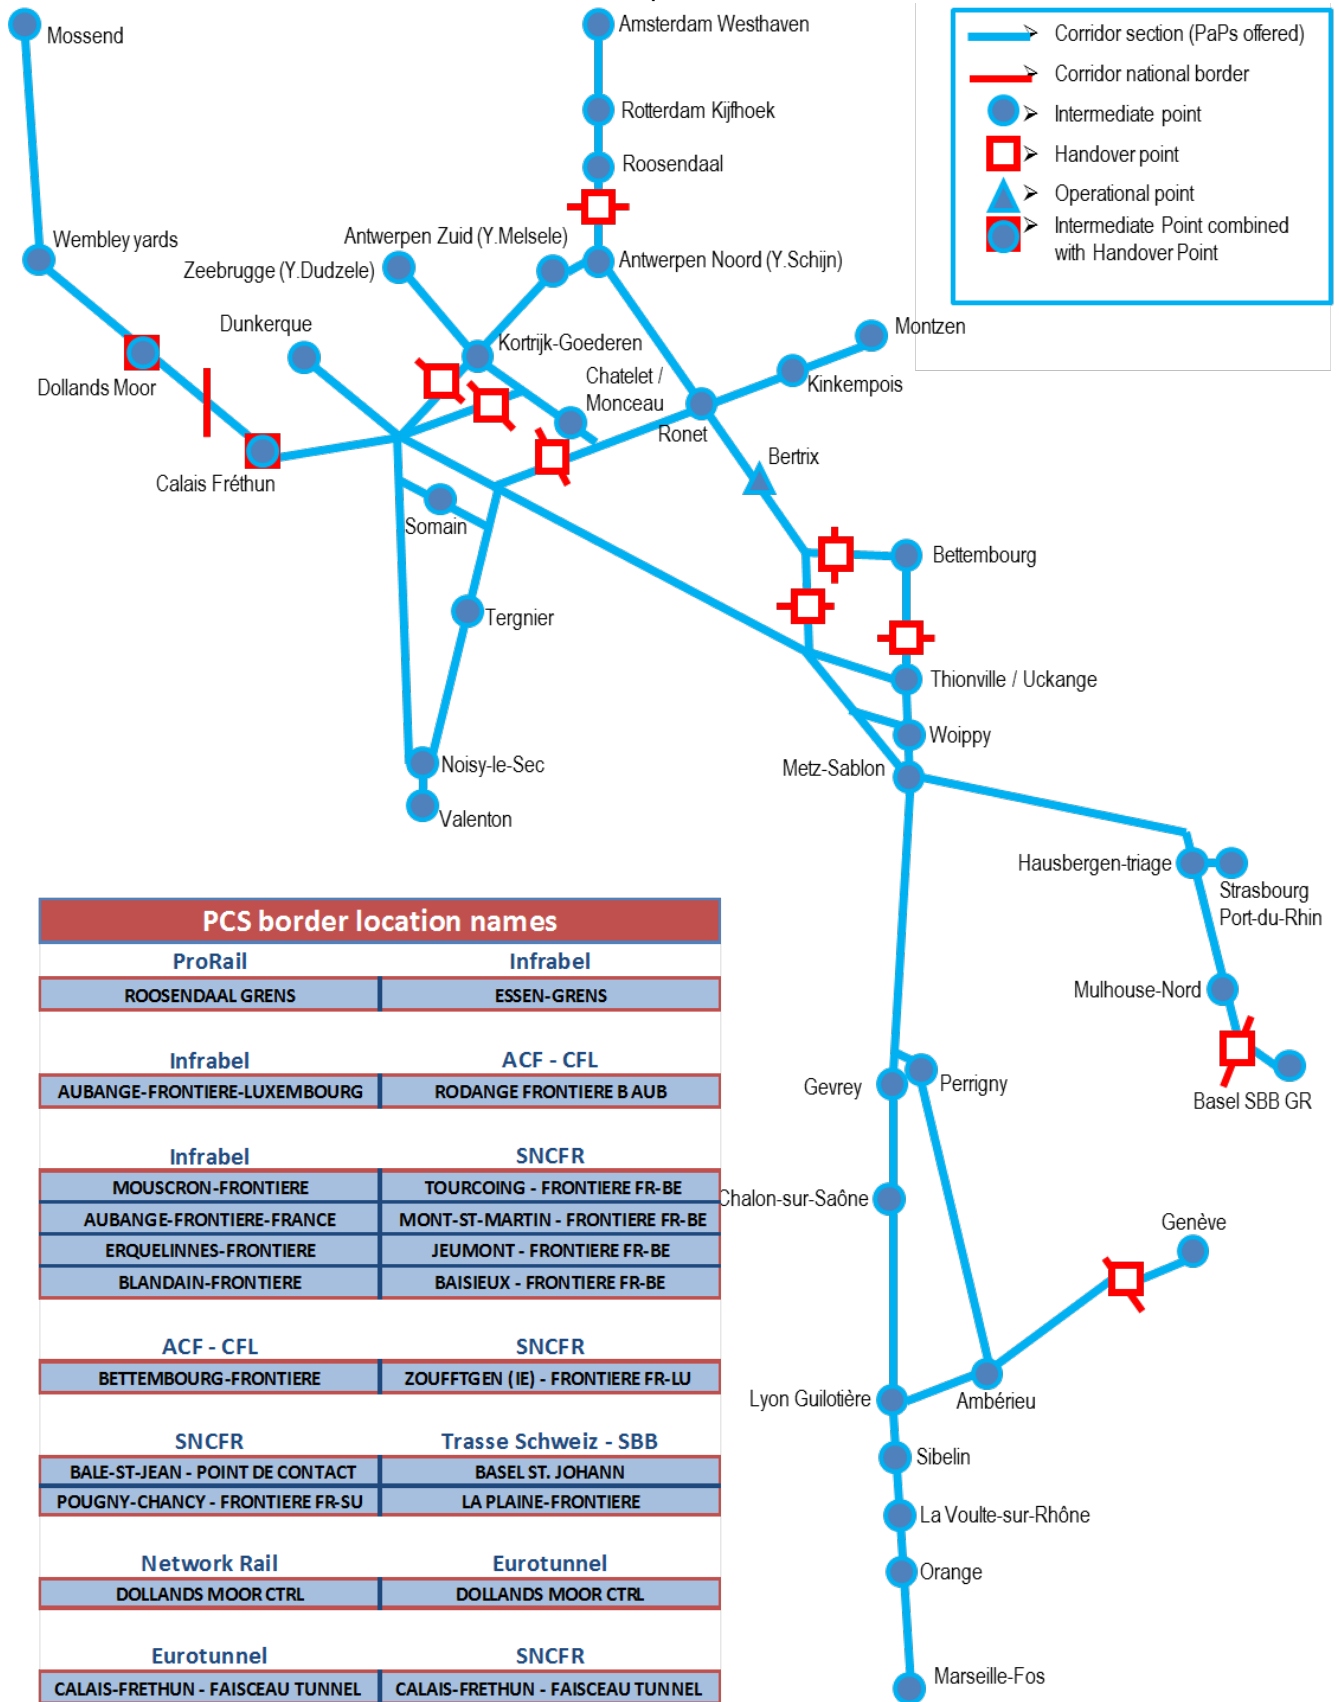 Mossend
Amsterdam Westhaven
Corridor section (PaPs offered)
Corridor national border
Rotterdam Kijfhoek
Intermediate point
Handover point
Roosendaal
Operational point
Intermediate Point combined
with Handover Point
Wembley yards
Antwerpen Zuid (Y.Melsele)
Zeebrugge (Y.Dudzele)
Antwerpen Noord (Y.Schijn)
Dunkerque
Montzen
Kortrijk-Goederen
Dollands Moor
Chatelet /
Monceau
Kinkempois
Ronet
Bertrix
Calais Fréthun
Somain
Bettembourg
Tergnier
Thionville / Uckange
Woippy
Noisy-le-Sec
Metz-Sablon
Valenton
Hausbergen-triage
Strasbourg
Port-du-Rhin
Mulhouse-Nord
Gevrey
Perrigny
Basel SBB GR
Chalon-sur-Saône
Genève
Lyon Guilotière
Ambérieu
Sibelin
La Voulte-sur-Rhône
Orange
Marseille-Fos
PCS border location names
ProRail Infrabel
ROOSENDAAL GRENS ESSEN-GRENS
Infrabel ACF - CFL
AUBANGE-FRONTIERE-LUXEMBOURG RODANGE FRONTIERE B AUB
Infrabel SNCFR
MOUSCRON-FRONTIERE TOURCOING - FRONTIERE FR-BE
AUBANGE-FRONTIERE-FRANCE MONT-ST-MARTIN - FRONTIERE FR-BE
ERQUELINNES-FRONTIERE JEUMONT - FRONTIERE FR-BE
BLANDAIN-FRONTIERE BAISIEUX - FRONTIERE FR-BE
ACF - CFL SNCFR
BETTEMBOURG-FRONTIERE ZOUFFTGEN (IE) - FRONTIERE FR-LU
SNCFR Trasse Schweiz - SBB
BALE-ST-JEAN - POINT DE CONTACT BASEL ST. JOHANN
POUGNY-CHANCY - FRONTIERE FR-SU LA PLAINE-FRONTIERE
Network Rail Eurotunnel
DOLLANDS MOOR CTRL DOLLANDS MOOR CTRL
Eurotunnel SNCFR
CALAIS-FRETHUN - FAISCEAU TUNNEL CALAIS-FRETHUN - FAISCEAU TUNNEL